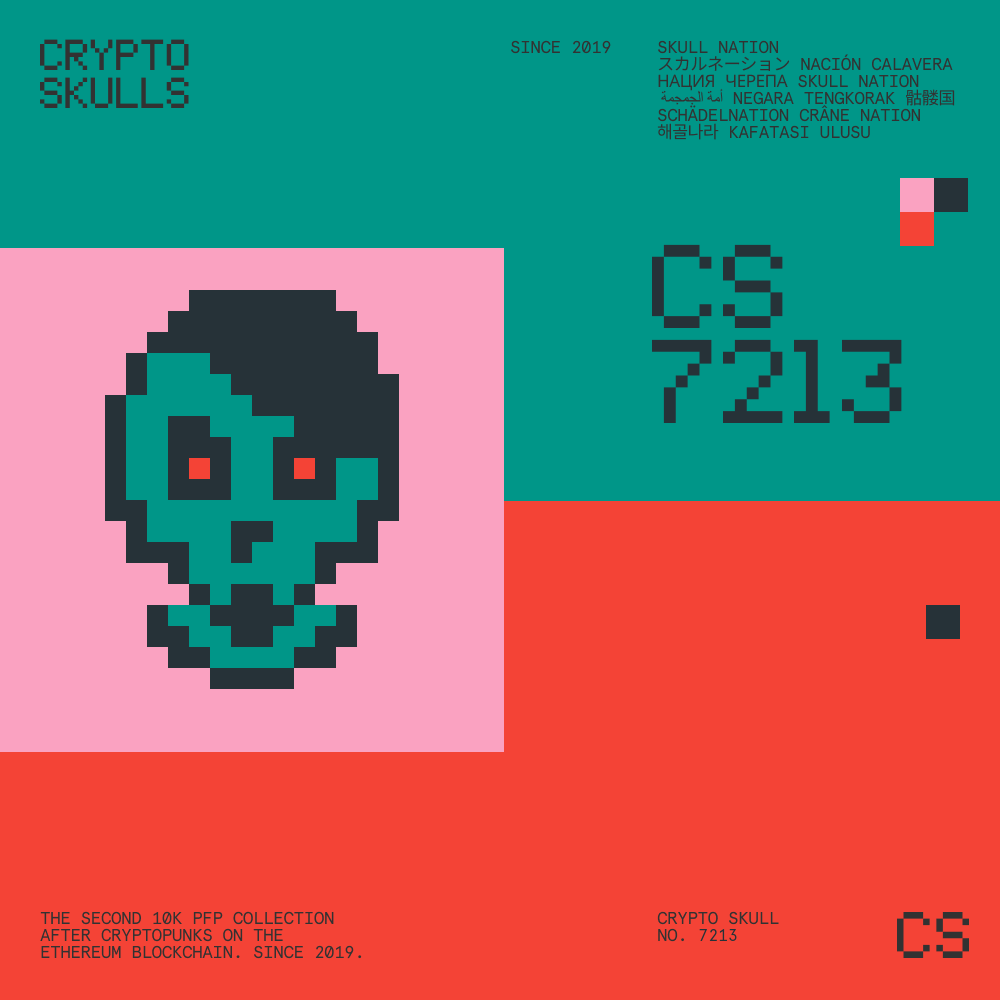 CRYPTO
SKULLS
SINCE 2019
SKULL NATION
スカルネーション NACIÓN CALAVERA
НАЦИЯ ЧЕРЕПА SKULL NATION
أمة الجمجمة NEGARA TENGKORAK 骷髅国
SCHÄDELNATION CRÂNE NATION
해골나라 KAFATASI ULUSU
CS
7213
THE SECOND 10K PFP COLLECTION
AFTER CRYPTOPUNKS ON THE
ETHEREUM BLOCKCHAIN. SINCE 2019.
CRYPTO SKULL
NO. 7213
CS